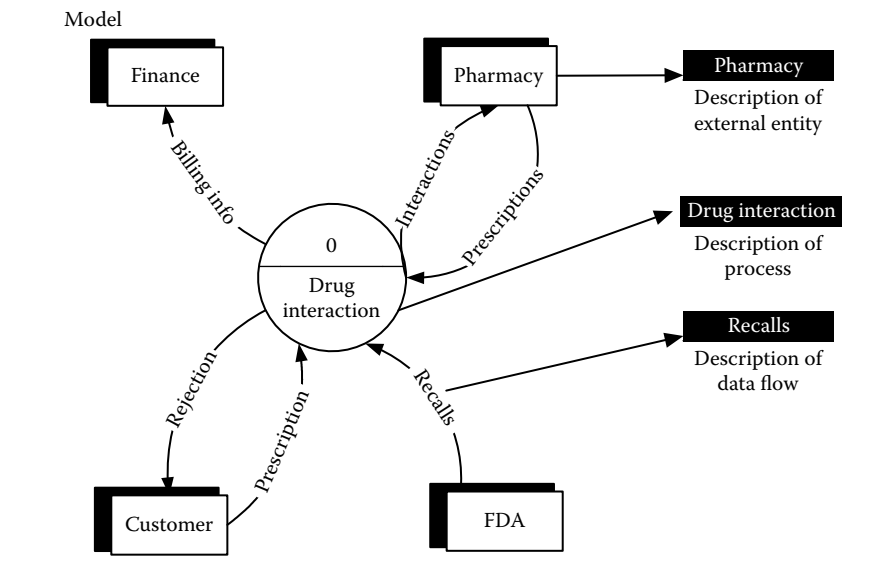 Model
Finance
Pharmacy
Pharmacy
Description of
external entity
Billing info
Interactions
Prescriptions
Drug interaction
Description of
process
0
Drug
interaction
Recalls
Description of
data flow
Rejection
Prescription
Recalls
Customer
FDA